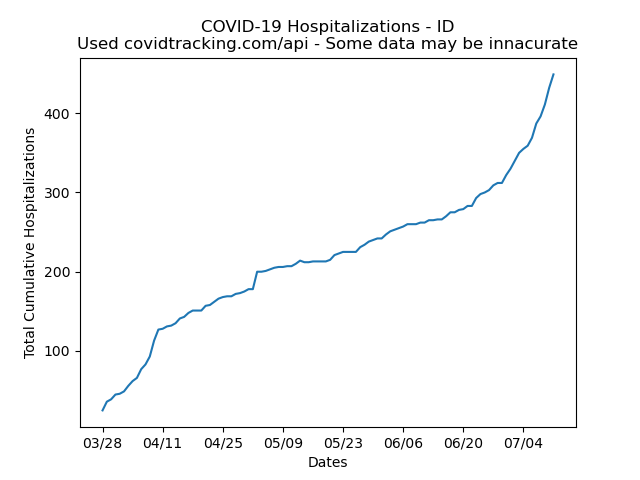 COVID-19 Hospitalizations - ID
Used covidtracking.com/api - Some data may be innacurate
Total Cumulative Hospitalizations
400
300
200
100
03/28 04/11 04/25 05/09 05/23 06/06 06/20 07/04
Dates